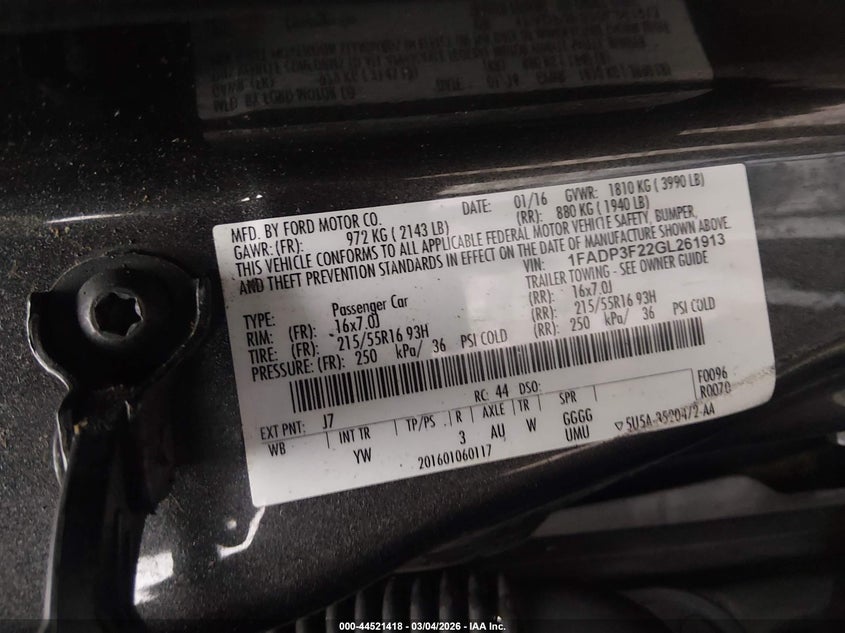 MFD. BY FORD MOTOR CO.
DATE: 01/16 GVWR: 1810 KG ( 3990 LB)
GAWR: (FR): 972 KG ( 2143 LB) (RR): 880 KG ( 1940 LB)
THIS VEHICLE CONFORMS TO ALL APPLICABLE FEDERAL MOTOR VEHICLE SAFETY, BUMPER,
AND THEFT PREVENTION STANDARDS IN EFFECT ON THE DATE OF MANUFACTURE SHOWN ABOVE.
VIN: 1FADP3F22GL261913
TYPE: Passenger Car TRAILER TOWING - SEE OWNER GUIDE
RIM: (FR): 16x7.0J (RR): 16x7.0J
TIRE: (FR): 215/55R16 93H (RR): 215/55R16 93H
PRESSURE: (FR): 250 kPa/ 36 PSI COLD (RR): 250 kPa/ 36 PSI COLD
EXT PNT: J7 RC: 44 DSO: F0096
R0070
WB INT TR TP/PS R AXLE TR SPR
YW 3 AU W GGGG
UMU
201601060117
000-44521418 - 03/04/2026 - IAA Inc.